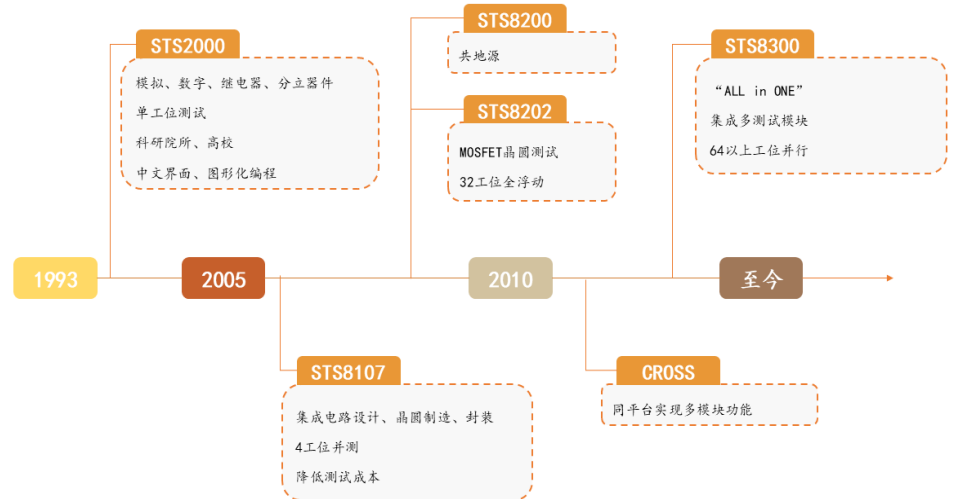 STS2000
模拟、数字、继电器、分立器件
单工位测试
科研院所、高校
中文界面、图形化编程
STS8200
共地源
STS8202
MOSFET晶圆测试
32工位全浮动
STS8300
“ALL in ONE”
集成多测试模块
64以上工位并行
1993
2005
2010
至今
STS8107
集成电路设计、晶圆制造、封装
4工位并测
降低测试成本
CROSS
同平台实现多模块功能